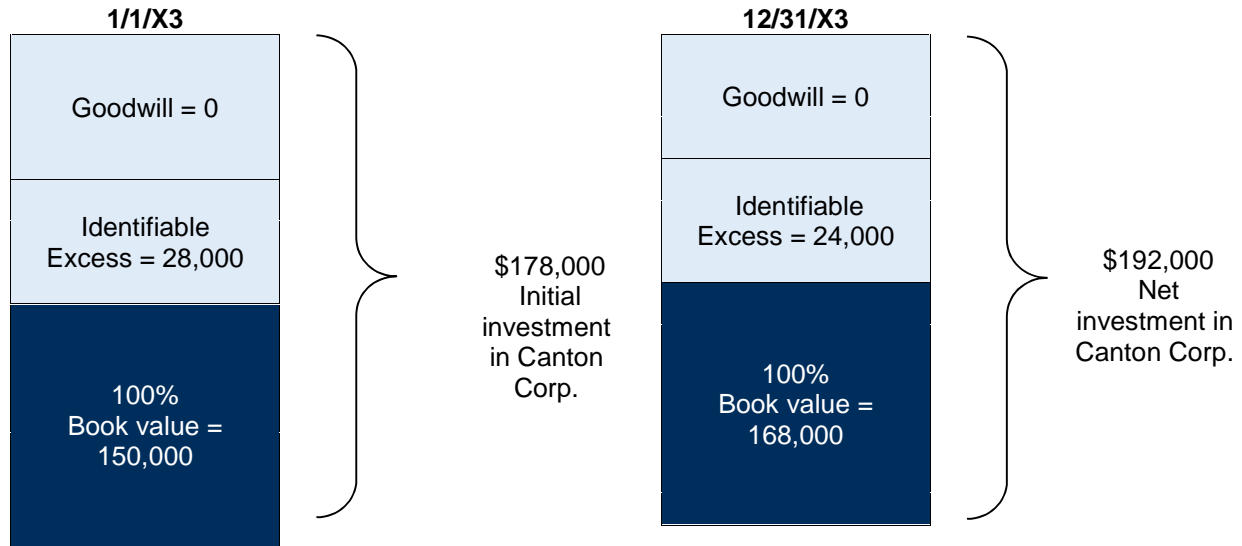 1/1/X3
Goodwill = 0
Identifiable
Excess = 28,000
100%
Book value =
150,000
$178,000
Initial
investment
in Canton
Corp.
12/31/X3
Goodwill = 0
Identifiable
Excess = 24,000
100%
Book value =
168,000
$192,000
Net
investment in
Canton Corp.